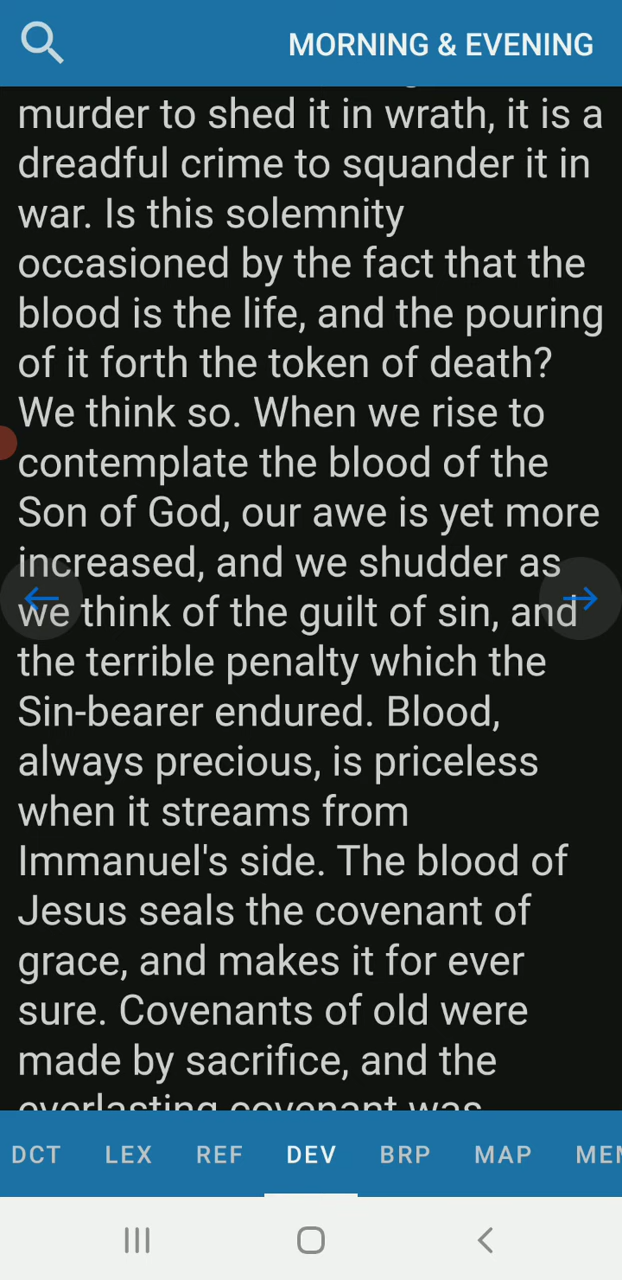 MORNING & EVENING
murder to shed it in wrath, it is a
dreadful crime to squander it in
war. Is this solemnity
occasioned by the fact that the
blood is the life, and the pouring
of it forth the token of death?
We think so. When we rise to
contemplate the blood of the
Son of God, our awe is yet more
increased, and we shudder as
we think of the guilt of sin, and
the terrible penalty which the
Sin-bearer endured. Blood,
always precious, is priceless
when it streams from
Immanuel's side. The blood of
Jesus seals the covenant of
grace, and makes it for ever
sure. Covenants of old were
made by sacrifice, and the
everlasting covenant was
DCT LEX REF DEV BRP MAP